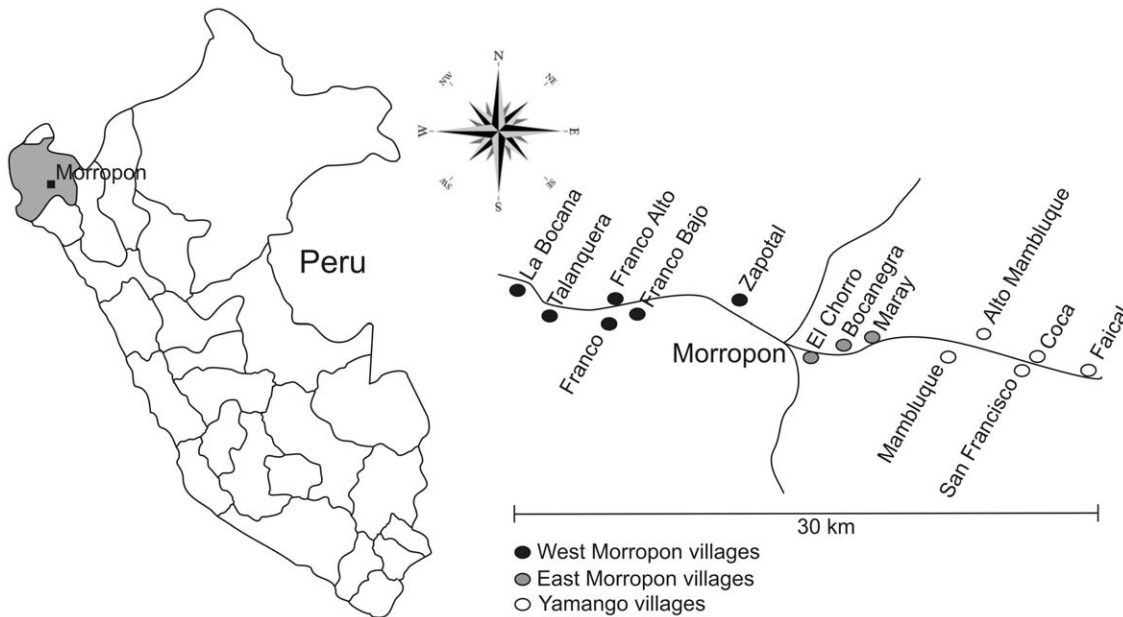 Morropon
Peru
N
NE
E
SE
S
SW
W
NW
La Bocana
Talanquera
Franco Alto
Franco Bajo
Franco
Zapotal
Morropon
El Chorro
Bocanegra
Maray
Alto Mambluque
Mambluque
Coca
San Francisco
Faical
30 km
West Morropon villages
East Morropon villages
Yamango villages